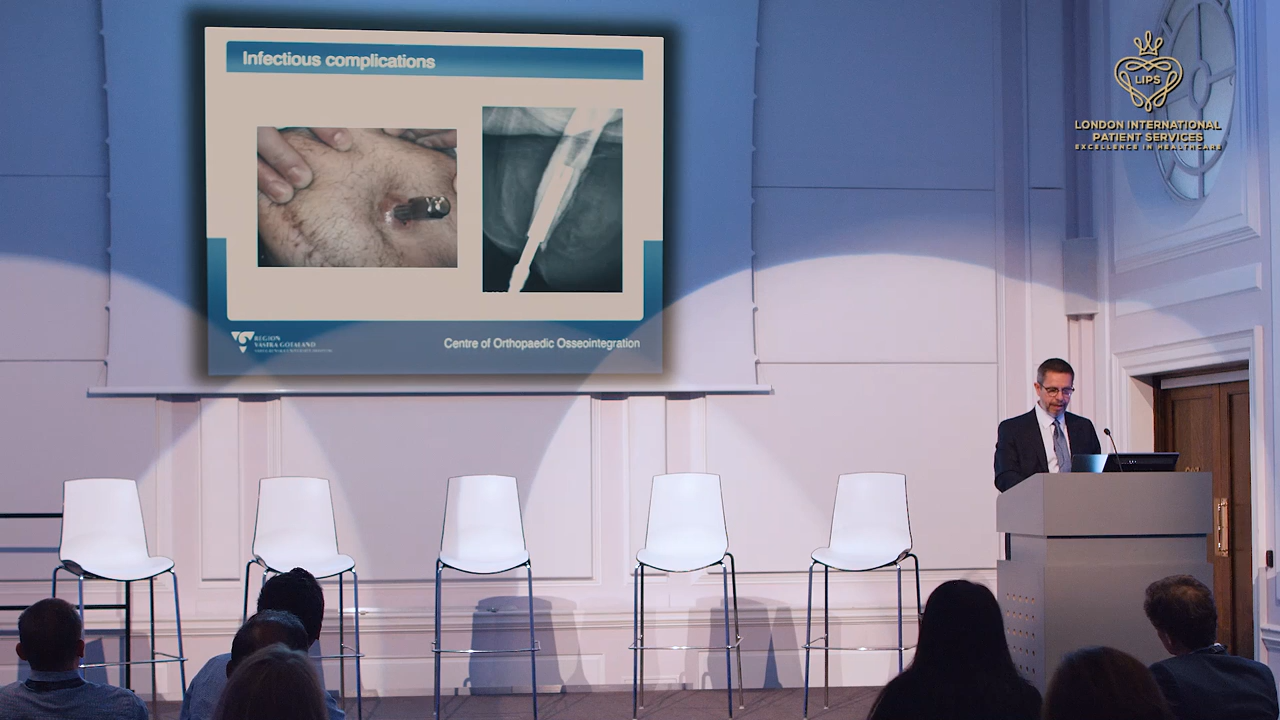 Infectious complications
REGION
VÄSTRA GÖTALAND
Centre of Orthopaedic Osseointegration
LIPS
LONDON INTERNATIONAL
PATIENT SERVICES
EXCELLENCE IN HEALTHCARE